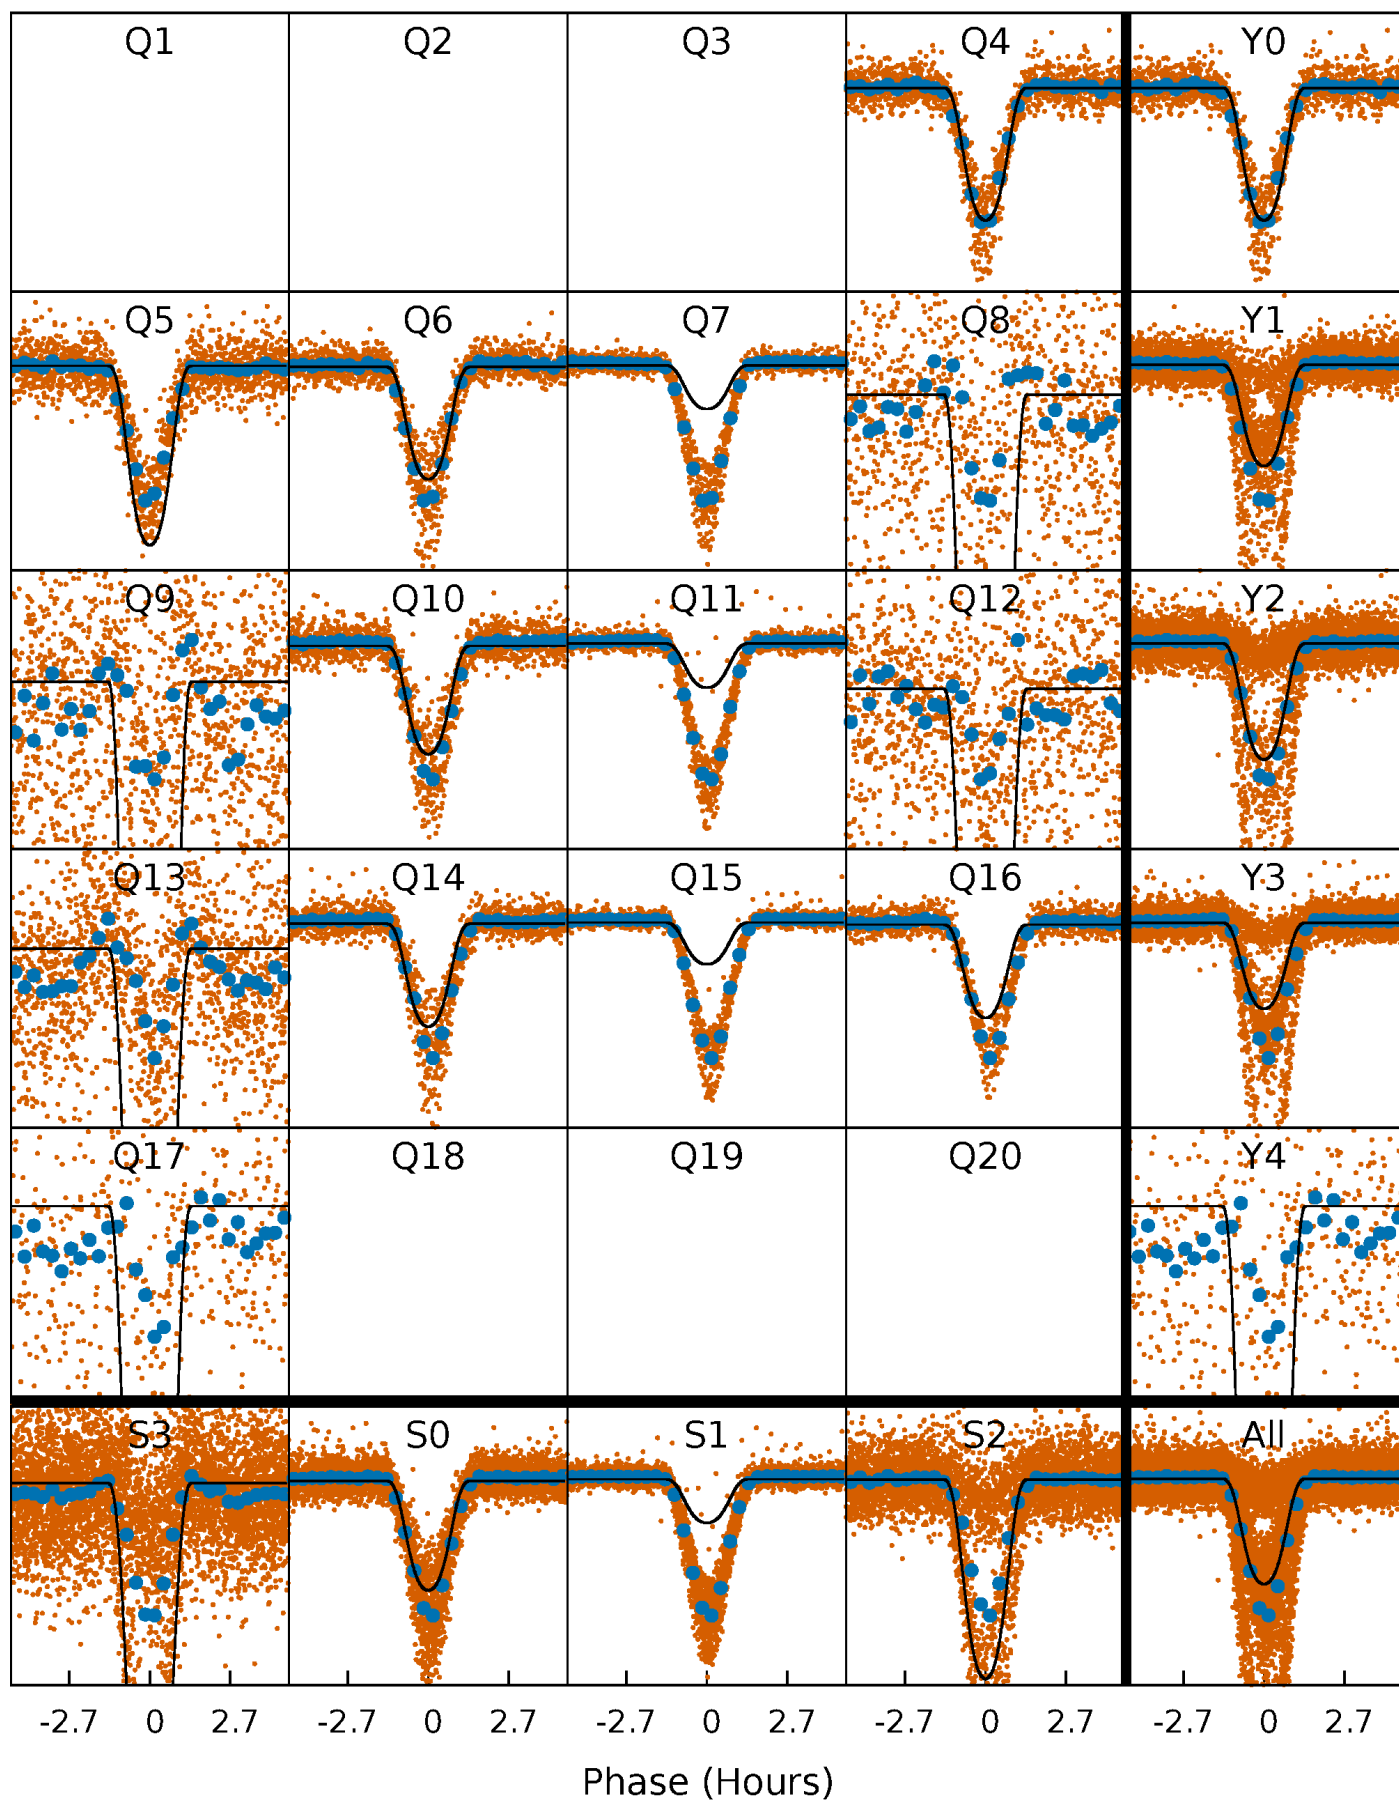 Q1 Q2 Q3 Q4 Y0
Q5 Q6 Q7 Q8 Y1
Q9 Q10 Q11 Q12 Y2
Q13 Q14 Q15 Q16 Y3
Q17 Q18 Q19 Q20 Y4
S3 S0 S1 S2 All
-2.7 0 2.7 -2.7 0 2.7 -2.7 0 2.7 -2.7 0 2.7 -2.7 0 2.7
Phase (Hours)